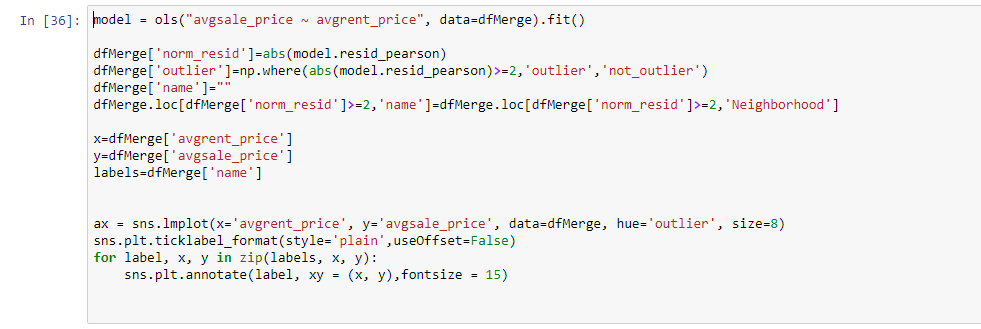 In [36]: model = ols("avgsale_price ~ avgrent_price", data=dfMerge).fit()
dfMerge['norm_resid']=abs(model.resid_pearson)
dfMerge['outlier']=np.where(abs(model.resid_pearson)>=2,'outlier','not_outlier')
dfMerge['name']=""
dfMerge.loc[dfMerge['norm_resid']>=2,'name']=dfMerge.loc[dfMerge['norm_resid']>=2,'Neighborhood']
x=dfMerge['avgrent_price']
y=dfMerge['avgsale_price']
labels=dfMerge['name']
ax = sns.lmplot(x='avgrent_price', y='avgsale_price', data=dfMerge, hue='outlier', size=8)
sns.plt.ticklabel_format(style='plain',useOffset=False)
for label, x, y in zip(labels, x, y):
    sns.plt.annotate(label, xy = (x, y),fontsize = 15)